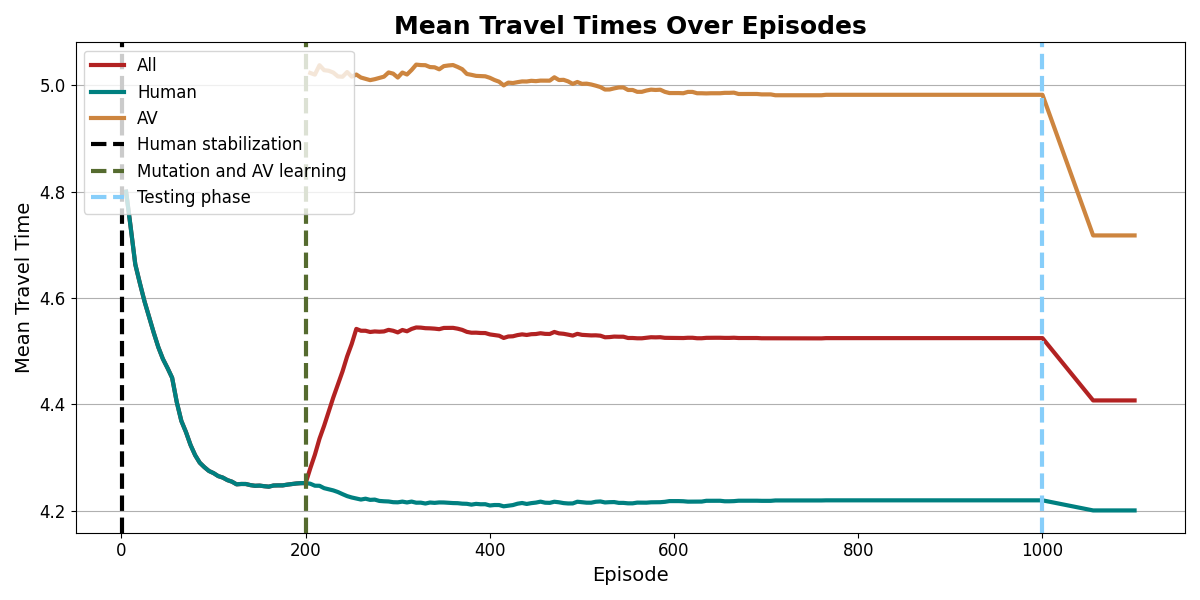 Mean Travel Times Over Episodes
All
Human
AV
Human stabilization
Mutation and AV learning
Testing phase
Mean Travel Time
5.0
4.8
4.6
4.4
4.2
0 200 400 600 800 1000
Episode